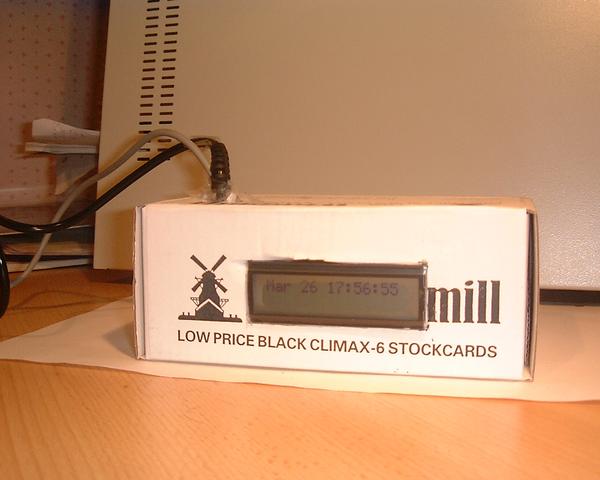 Mar 26 17:56:55
mill
LOW PRICE BLACK CLIMAX-6 STOCKCARDS